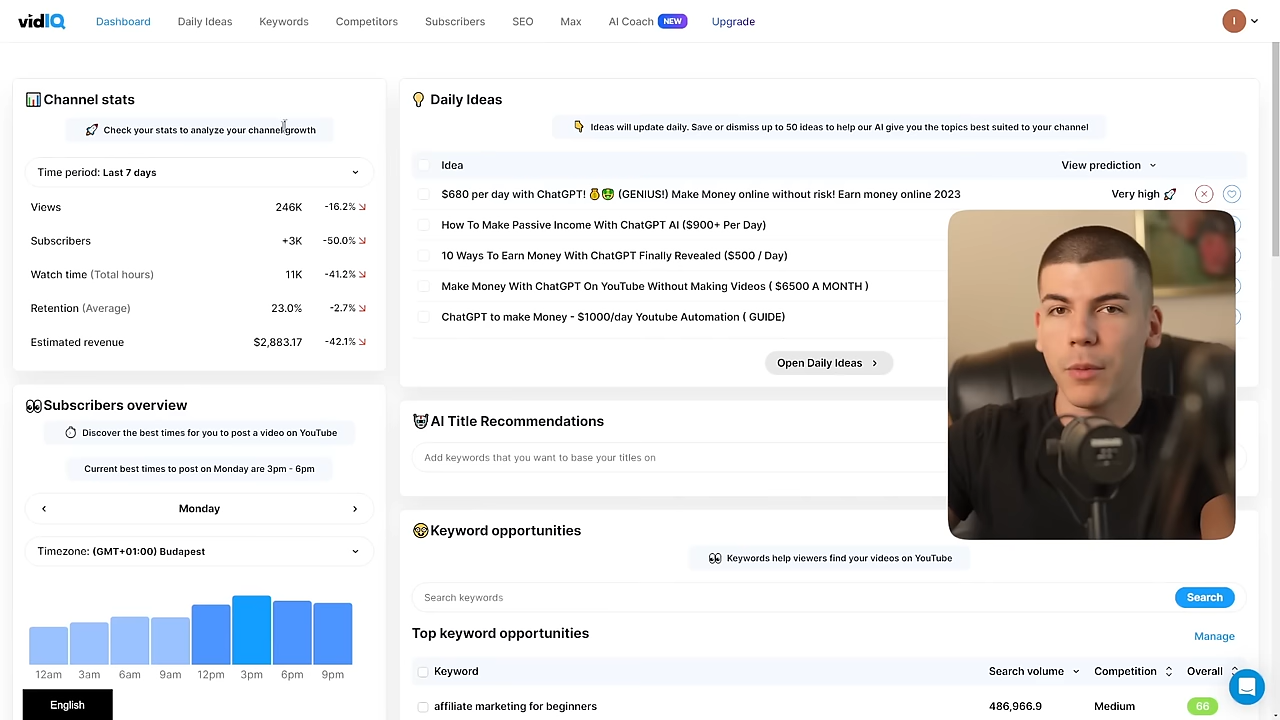 vidIQ
Dashboard
Daily Ideas
Keywords
Competitors
Subscribers
SEO
Max
AI Coach NEW
Upgrade
I
Channel stats
Check your stats to analyze your channel growth
Time period: Last 7 days
Views 246K -16.2%
Subscribers +3K -50.0%
Watch time (Total hours) 11K -41.2%
Retention (Average) 23.0% -2.7%
Estimated revenue $2,883.17 -42.1%
Subscribers overview
Discover the best times for you to post a video on YouTube
Current best times to post on Monday are 3pm - 6pm
Monday
Timezone: (GMT+01:00) Budapest
12am 3am 6am 9am 12pm 3pm 6pm 9pm
English
Daily Ideas
Ideas will update daily. Save or dismiss up to 50 ideas to help our AI give you the topics best suited to your channel
Idea View prediction
$680 per day with ChatGPT! 💰🤑 (GENIUS!) Make Money online without risk! Earn money online 2023 Very high 🚀
How To Make Passive Income With ChatGPT AI ($900+ Per Day)
10 Ways To Earn Money With ChatGPT Finally Revealed ($500 / Day)
Make Money With ChatGPT On YouTube Without Making Videos ( $6500 A MONTH )
ChatGPT to make Money - $1000/day Youtube Automation ( GUIDE)
Open Daily Ideas
AI Title Recommendations
Add keywords that you want to base your titles on
Keyword opportunities
Keywords help viewers find your videos on YouTube
Search keywords
Search
Top keyword opportunities
Manage
Keyword Search volume Competition Overall
affiliate marketing for beginners 486,966.9 Medium 66